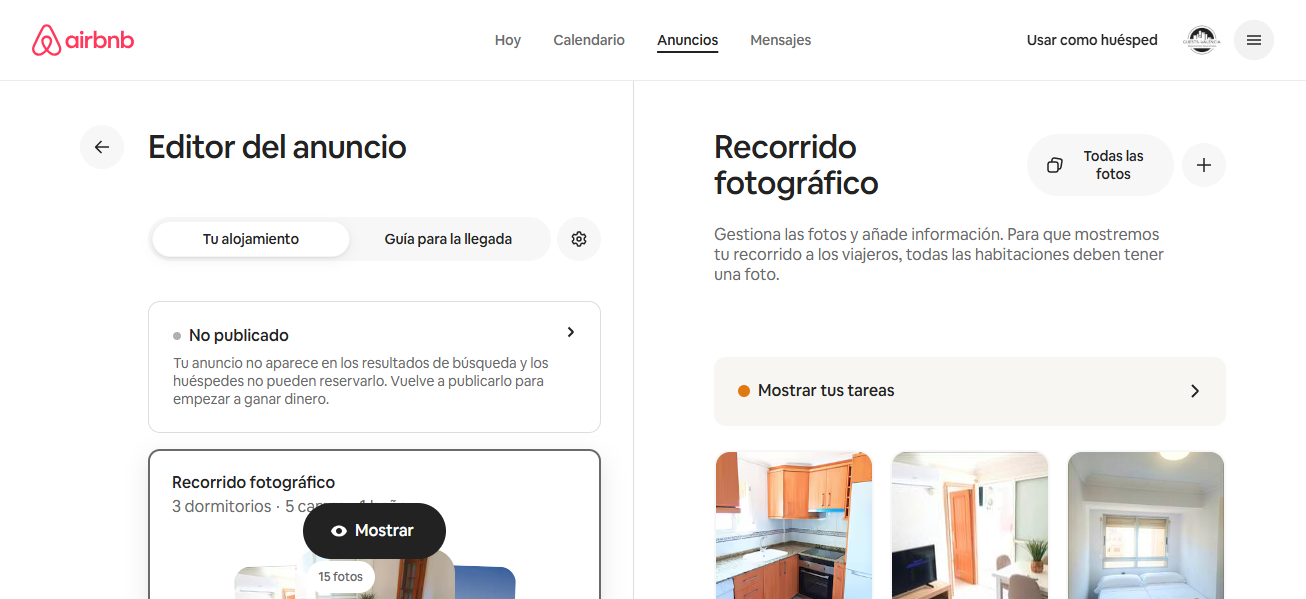 airbnb
Hoy
Calendario
Anuncios
Mensajes
Usar como huésped
Editor del anuncio
Tu alojamiento
Guía para la llegada
No publicado
Tu anuncio no aparece en los resultados de búsqueda y los
huéspedes no pueden reservarlo. Vuelve a publicarlo para
empezar a ganar dinero.
Recorrido fotográfico
3 dormitorios · 5
Mostrar
15 fotos
Recorrido
fotográfico
Todas las
fotos
Gestiona las fotos y añade información. Para que mostremos
tu recorrido a los viajeros, todas las habitaciones deben tener
una foto.
Mostrar tus tareas